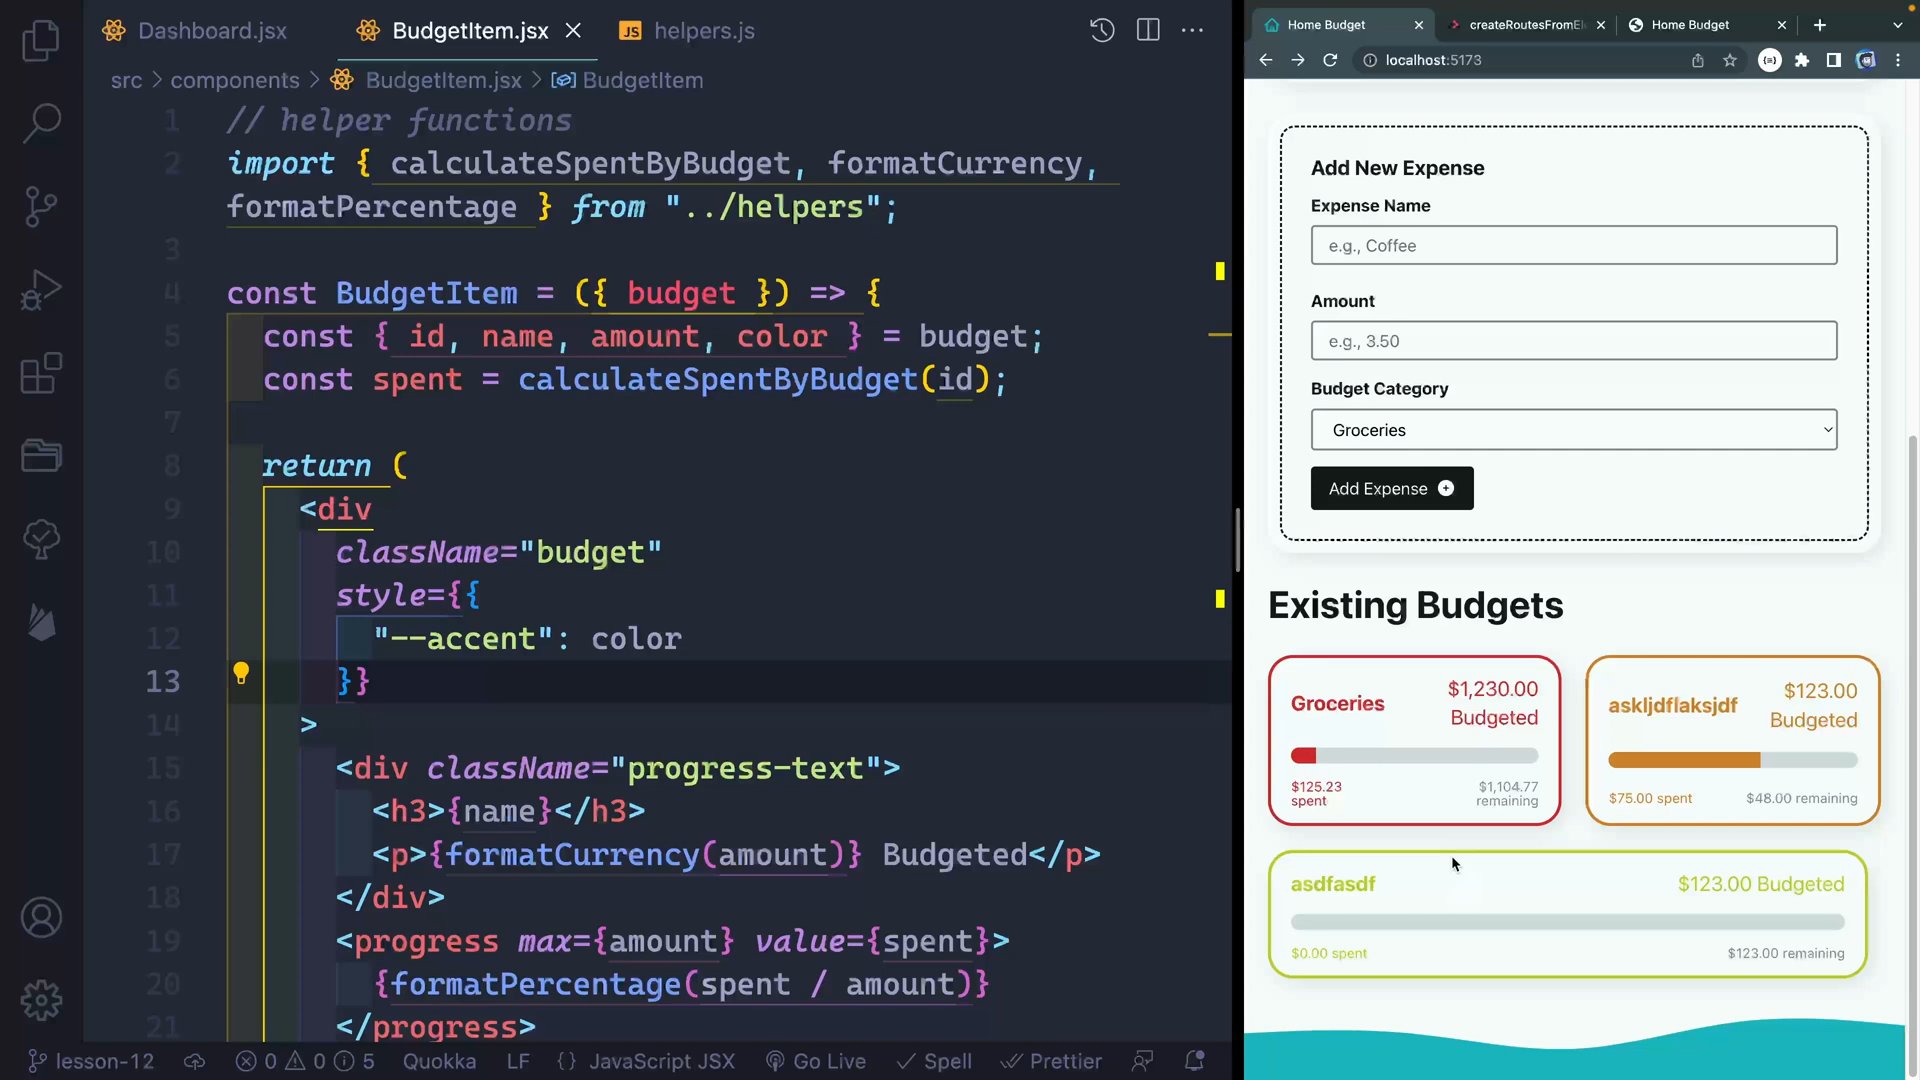 Dashboard.jsx
BudgetItem.jsx
JS helpers.js
src > components > BudgetItem.jsx > BudgetItem
1 // helper functions
2 import { calculateSpentByBudget, formatCurrency,
formatPercentage } from "../helpers";
3
4 const BudgetItem = ({ budget }) => {
5 const { id, name, amount, color } = budget;
6 const spent = calculateSpentByBudget(id);
7
8 return (
9 <div
10 className="budget"
11 style={{
12 "--accent": color
13 }}
14 >
15 <div className="progress-text">
16 <h3>{name}</h3>
17 <p>{formatCurrency(amount)} Budgeted</p>
18 </div>
19 <progress max={amount} value={spent}>
20 {formatPercentage(spent / amount)}
21 </progress>
lesson-12 0 0 5 Quokka LF {} JavaScript JSX Go Live Spell Prettier
Home Budget
createRoutesFromEl
Home Budget
localhost:5173
Add New Expense
Expense Name
e.g., Coffee
Amount
e.g., 3.50
Budget Category
Groceries
Add Expense
Existing Budgets
Groceries
$1,230.00
Budgeted
$125.23
spent
$1,104.77
remaining
askljdflaksjdf
$123.00
Budgeted
$75.00 spent
$48.00 remaining
asdfasdf
$123.00 Budgeted
$0.00 spent
$123.00 remaining